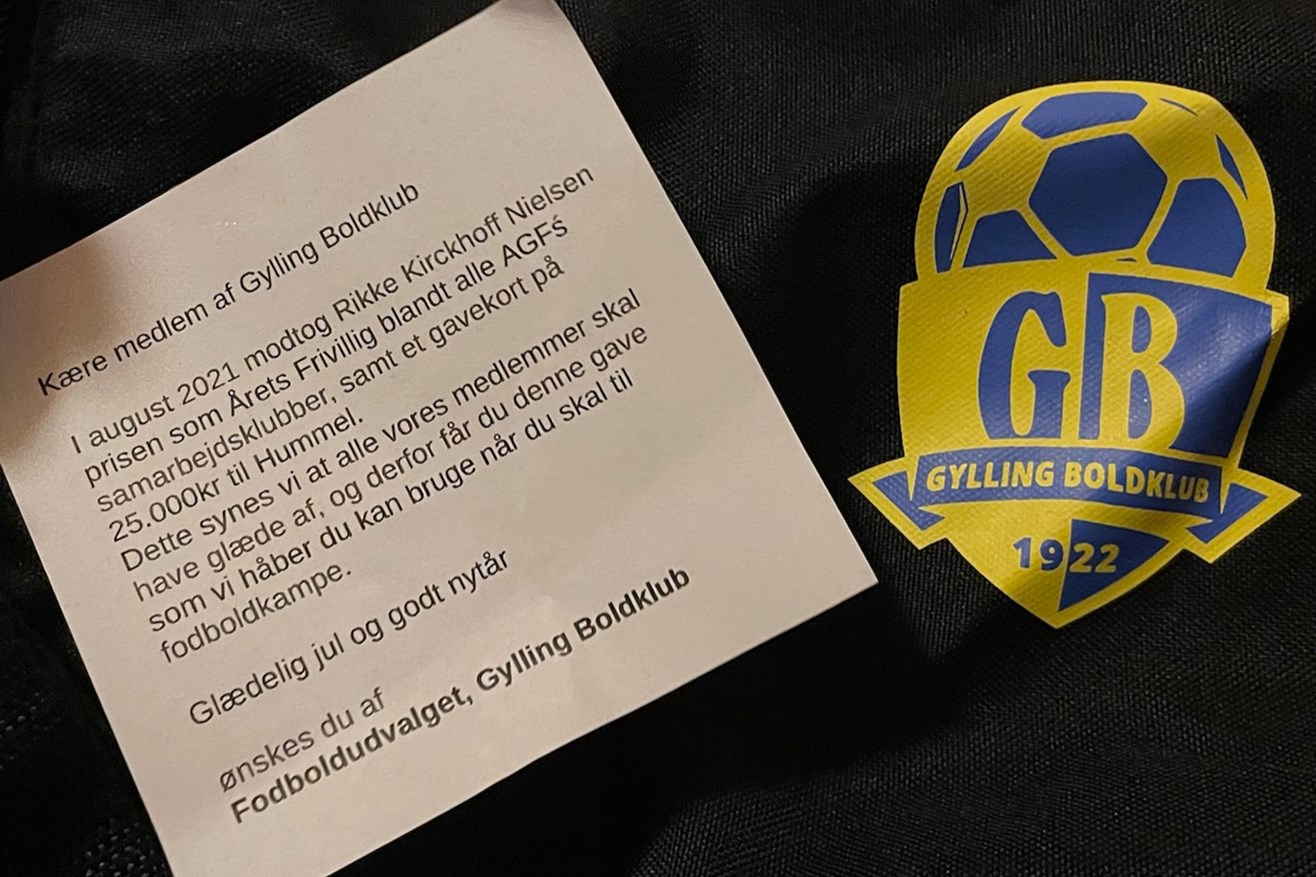 Kære medlem af Gylling Boldklub
I august 2021 modtog Rikke Kirckhoff Nielsen
prisen som Årets Frivillig blandt alle AGFś
samarbejdsklubber, samt et gavekort på
25.000kr til Hummel.
Dette synes vi at alle vores medlemmer skal
have glæde af, og derfor får du denne gave
som vi håber du kan bruge når du skal til
fodboldkampe.
Glædelig jul og godt nytår
ønskes du af
Fodboldudvalget, Gylling Boldklub
GB
GYLLING BOLDKLUB
1922